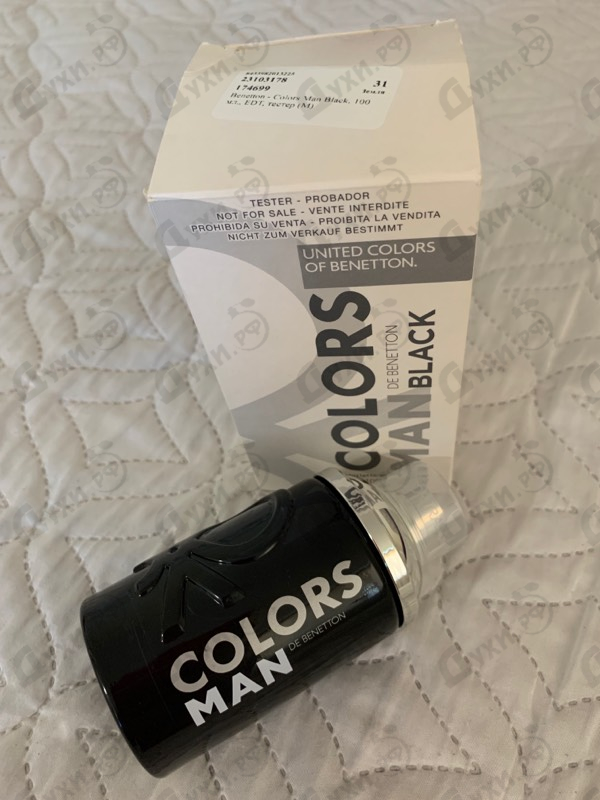 23103178
31
174699
Земля
Benetton - Colors Man Black, 100
мл., EDT, тестер (M)
TESTER - PROBADOR
NOT FOR SALE - VENTE INTERDITE
PROHIBIDA SU VENTA - PROIBITA LA VENDITA
NICHT ZUM VERKAUF BESTIMMT
UNITED COLORS
OF BENETTON.
COLORS
DE BENETTON
MAN BLACK
COLORS
DE BENETTON
MAN
Духи.рф